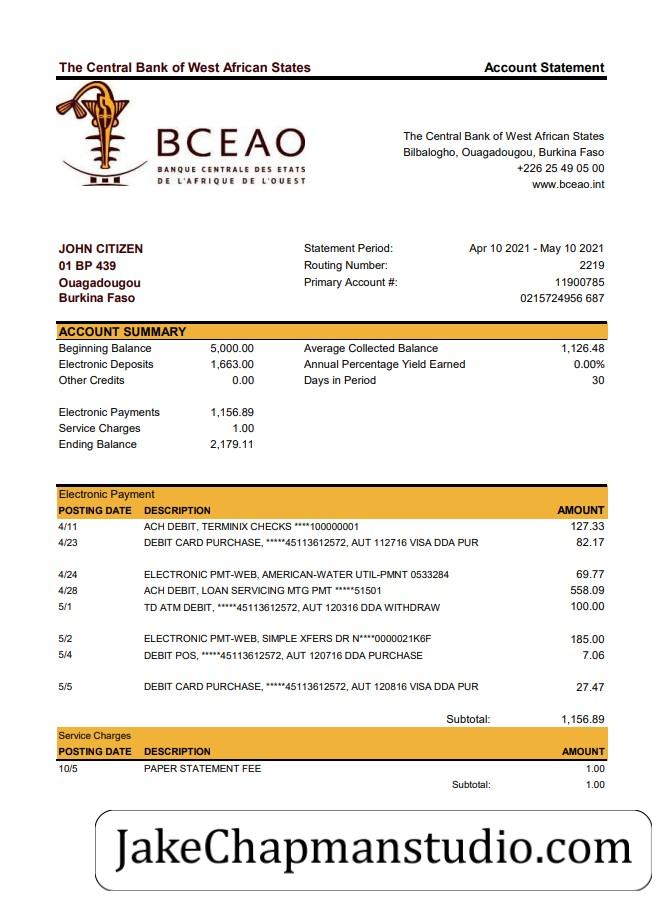 The Central Bank of West African States Account Statement
BCEAO
BANQUE CENTRALE DES ETATS
DE L'AFRIQUE DE L'OUEST
The Central Bank of West African States
Bilbalogho, Ouagadougou, Burkina Faso
+226 25 49 05 00
www.bceao.int
JOHN CITIZEN Statement Period: Apr 10 2021 - May 10 2021
01 BP 439 Routing Number: 2219
Ouagadougou Primary Account #: 11900785
Burkina Faso 0215724956 687
ACCOUNT SUMMARY
Beginning Balance 5,000.00 Average Collected Balance 1,126.48
Electronic Deposits 1,663.00 Annual Percentage Yield Earned 0.00%
Other Credits 0.00 Days in Period 30
Electronic Payments 1,156.89
Service Charges 1.00
Ending Balance 2,179.11
Electronic Payment
POSTING DATE DESCRIPTION AMOUNT
4/11 ACH DEBIT, TERMINIX CHECKS ****100000001 127.33
4/23 DEBIT CARD PURCHASE, *****45113612572, AUT 112716 VISA DDA PUR 82.17
4/24 ELECTRONIC PMT-WEB, AMERICAN-WATER UTIL-PMNT 0533284 69.77
4/28 ACH DEBIT, LOAN SERVICING MTG PMT *****51501 558.09
5/1 TD ATM DEBIT, *****45113612572, AUT 120316 DDA WITHDRAW 100.00
5/2 ELECTRONIC PMT-WEB, SIMPLE XFERS DR N****0000021K6F 185.00
5/4 DEBIT POS, *****45113612572, AUT 120716 DDA PURCHASE 7.06
5/5 DEBIT CARD PURCHASE, *****45113612572, AUT 120816 VISA DDA PUR 27.47
Subtotal: 1,156.89
Service Charges
POSTING DATE DESCRIPTION AMOUNT
10/5 PAPER STATEMENT FEE 1.00
Subtotal: 1.00
JakeChapmanstudio.com